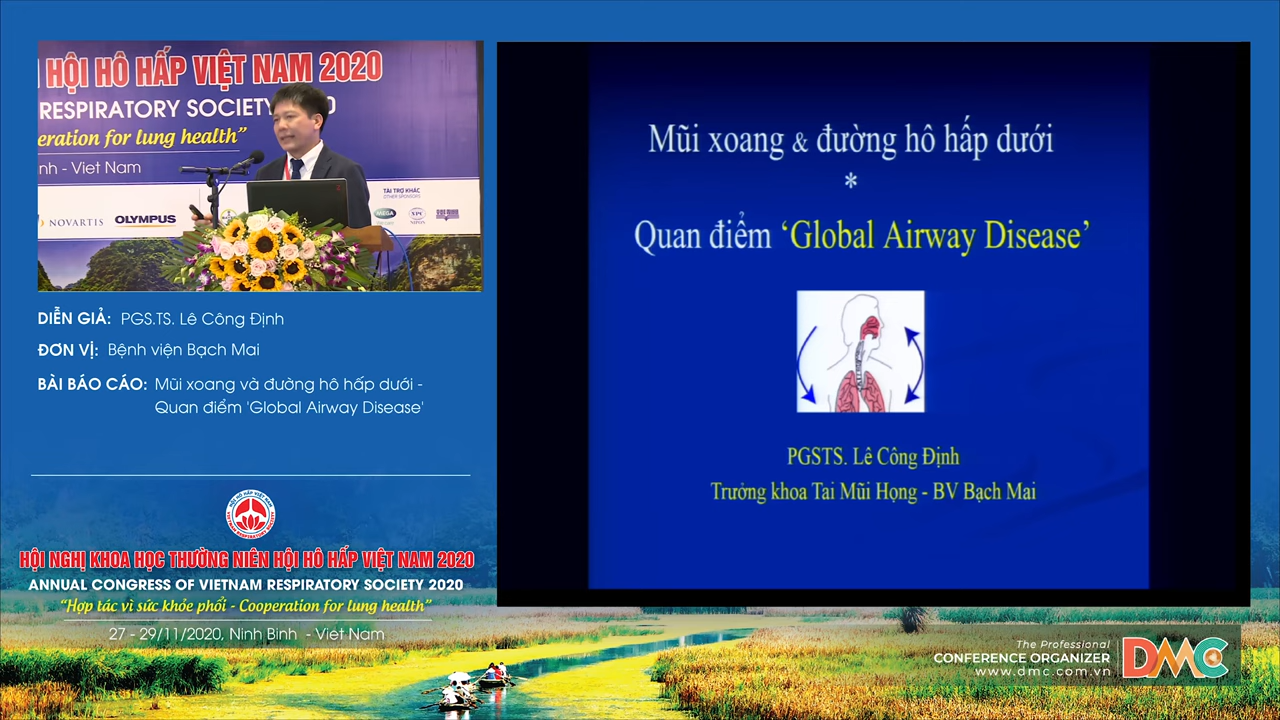 HỘI HÔ HẤP VIỆT NAM 2020
RESPIRATORY SOCIETY 2020
eration for lung health”
nh - Viet Nam
TÀI TRỢ KHÁC
OTHER SPONSORS
NOVARTIS
OLYMPUS
MEGA
DIỄN GIẢ: PGS.TS. Lê Công Định
ĐƠN VỊ: Bệnh viện Bạch Mai
BÀI BÁO CÁO: Mũi xoang và đường hô hấp dưới -
Quan điểm 'Global Airway Disease'
HỘI NGHỊ KHOA HỌC THƯỜNG NIÊN HỘI HÔ HẤP VIỆT NAM 2020
ANNUAL CONGRESS OF VIETNAM RESPIRATORY SOCIETY 2020
“Hợp tác vì sức khỏe phổi - Cooperation for lung health”
27 - 29/11/2020, Ninh Binh - Viet Nam
Mũi xoang & đường hô hấp dưới
*
Quan điểm ‘Global Airway Disease’
PGSTS. Lê Công Định
Trưởng khoa Tai Mũi Họng - BV Bạch Mai
The Professional
CONFERENCE ORGANIZER
www.dmc.com.vn
DMC